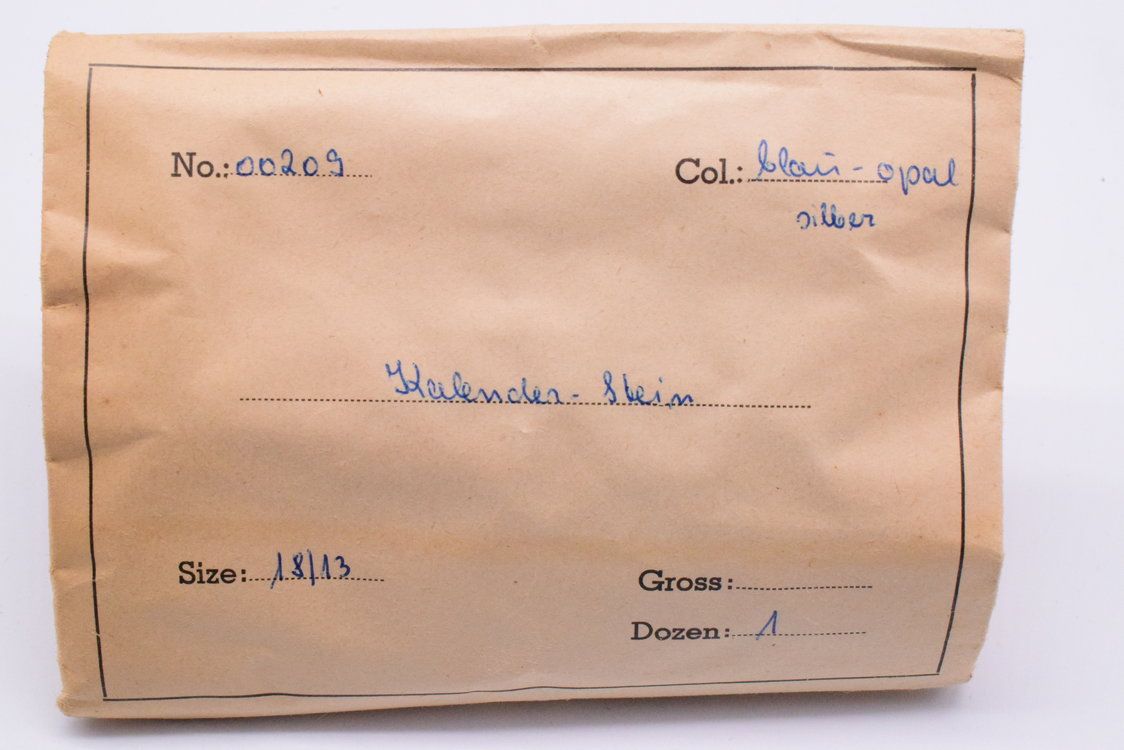 No.: 00209
Col.: blau - opal
silber
Kalender - Stein
Size: 18/13
Gross:
Dozen: 1